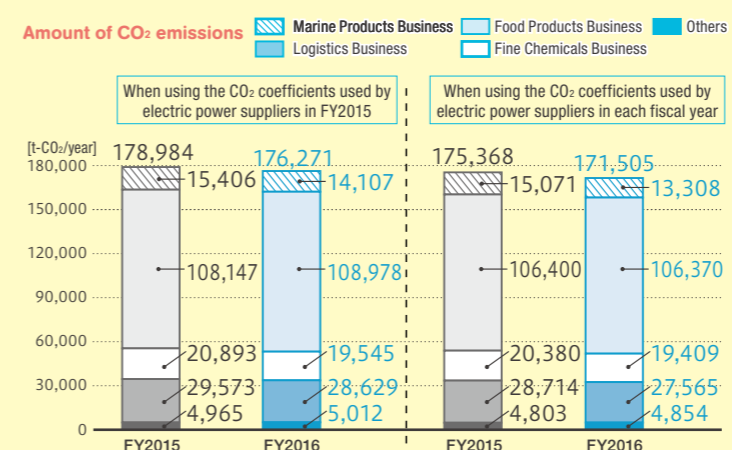 Amount of CO₂ emissions
Marine Products Business
Food Products Business
Others
Logistics Business
Fine Chemicals Business
When using the CO₂ coefficients used by
electric power suppliers in FY2015
When using the CO₂ coefficients used by
electric power suppliers in each fiscal year
[t-CO₂/year]
180,000
150,000
120,000
90,000
60,000
30,000
0
178,984
15,406
108,147
20,893
29,573
4,965
FY2015
176,271
14,107
108,978
19,545
28,629
5,012
FY2016
175,368
15,071
106,400
20,380
28,714
4,803
FY2015
171,505
13,308
106,370
19,409
27,565
4,854
FY2016